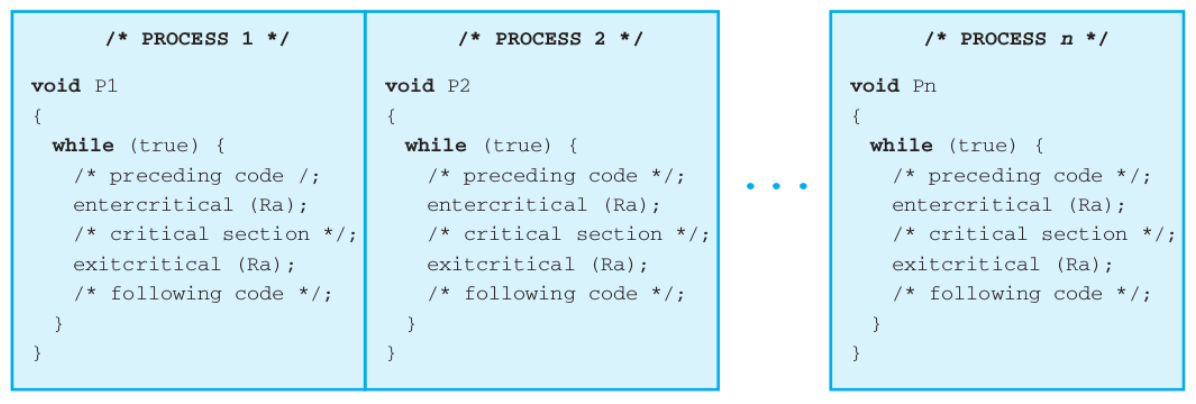 /* PROCESS 1 */
void P1
{
while (true) {
/* preceding code /;
entercritical (Ra);
/* critical section */;
exitcritical (Ra);
/* following code */;
}
}
/* PROCESS 2 */
void P2
{
while (true) {
/* preceding code */;
entercritical (Ra);
/* critical section */;
exitcritical (Ra);
/* following code */;
}
}
• • •
/* PROCESS n */
void Pn
{
while (true) {
/* preceding code */;
entercritical (Ra);
/* critical section */;
exitcritical (Ra);
/* following code */;
}
}